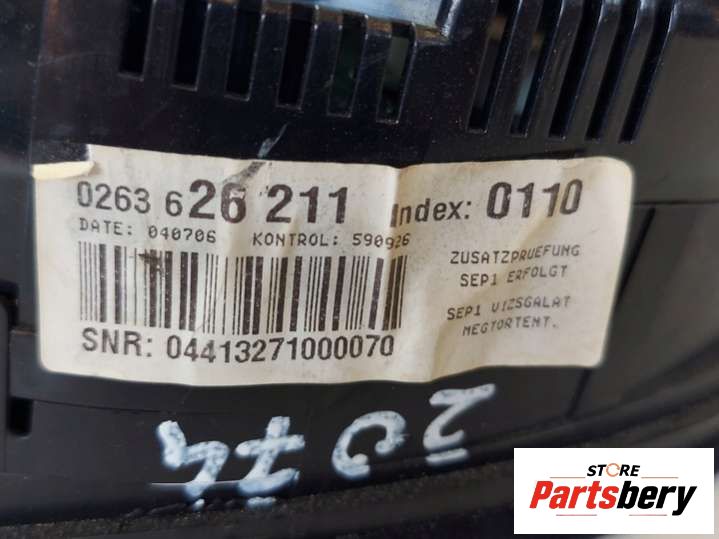 0263 626 211 Index: 0110
DATE: 040706 KONTROL: 590926
ZUSATZPRUEFUNG
SEP1 ERFOLGT
SEP1 VIZSGALAT
MEGTORTENT.
SNR: 04413271000070
2074
STORE
Partsbery